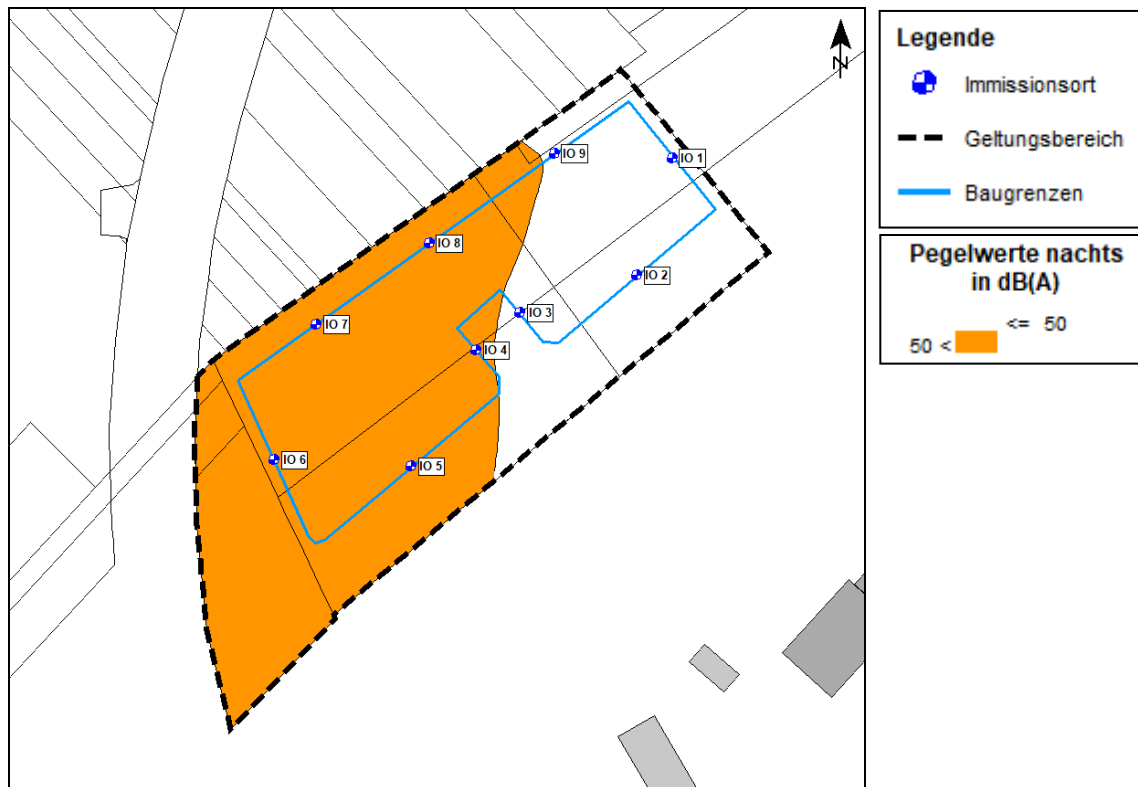 N
IO 9
IO 1
IO 8
IO 2
IO 3
IO 7
IO 4
IO 6
IO 5
Legende
Immissionsort
Geltungsbereich
Baugrenzen
Pegelwerte nachts
in dB(A)
<= 50
50 <